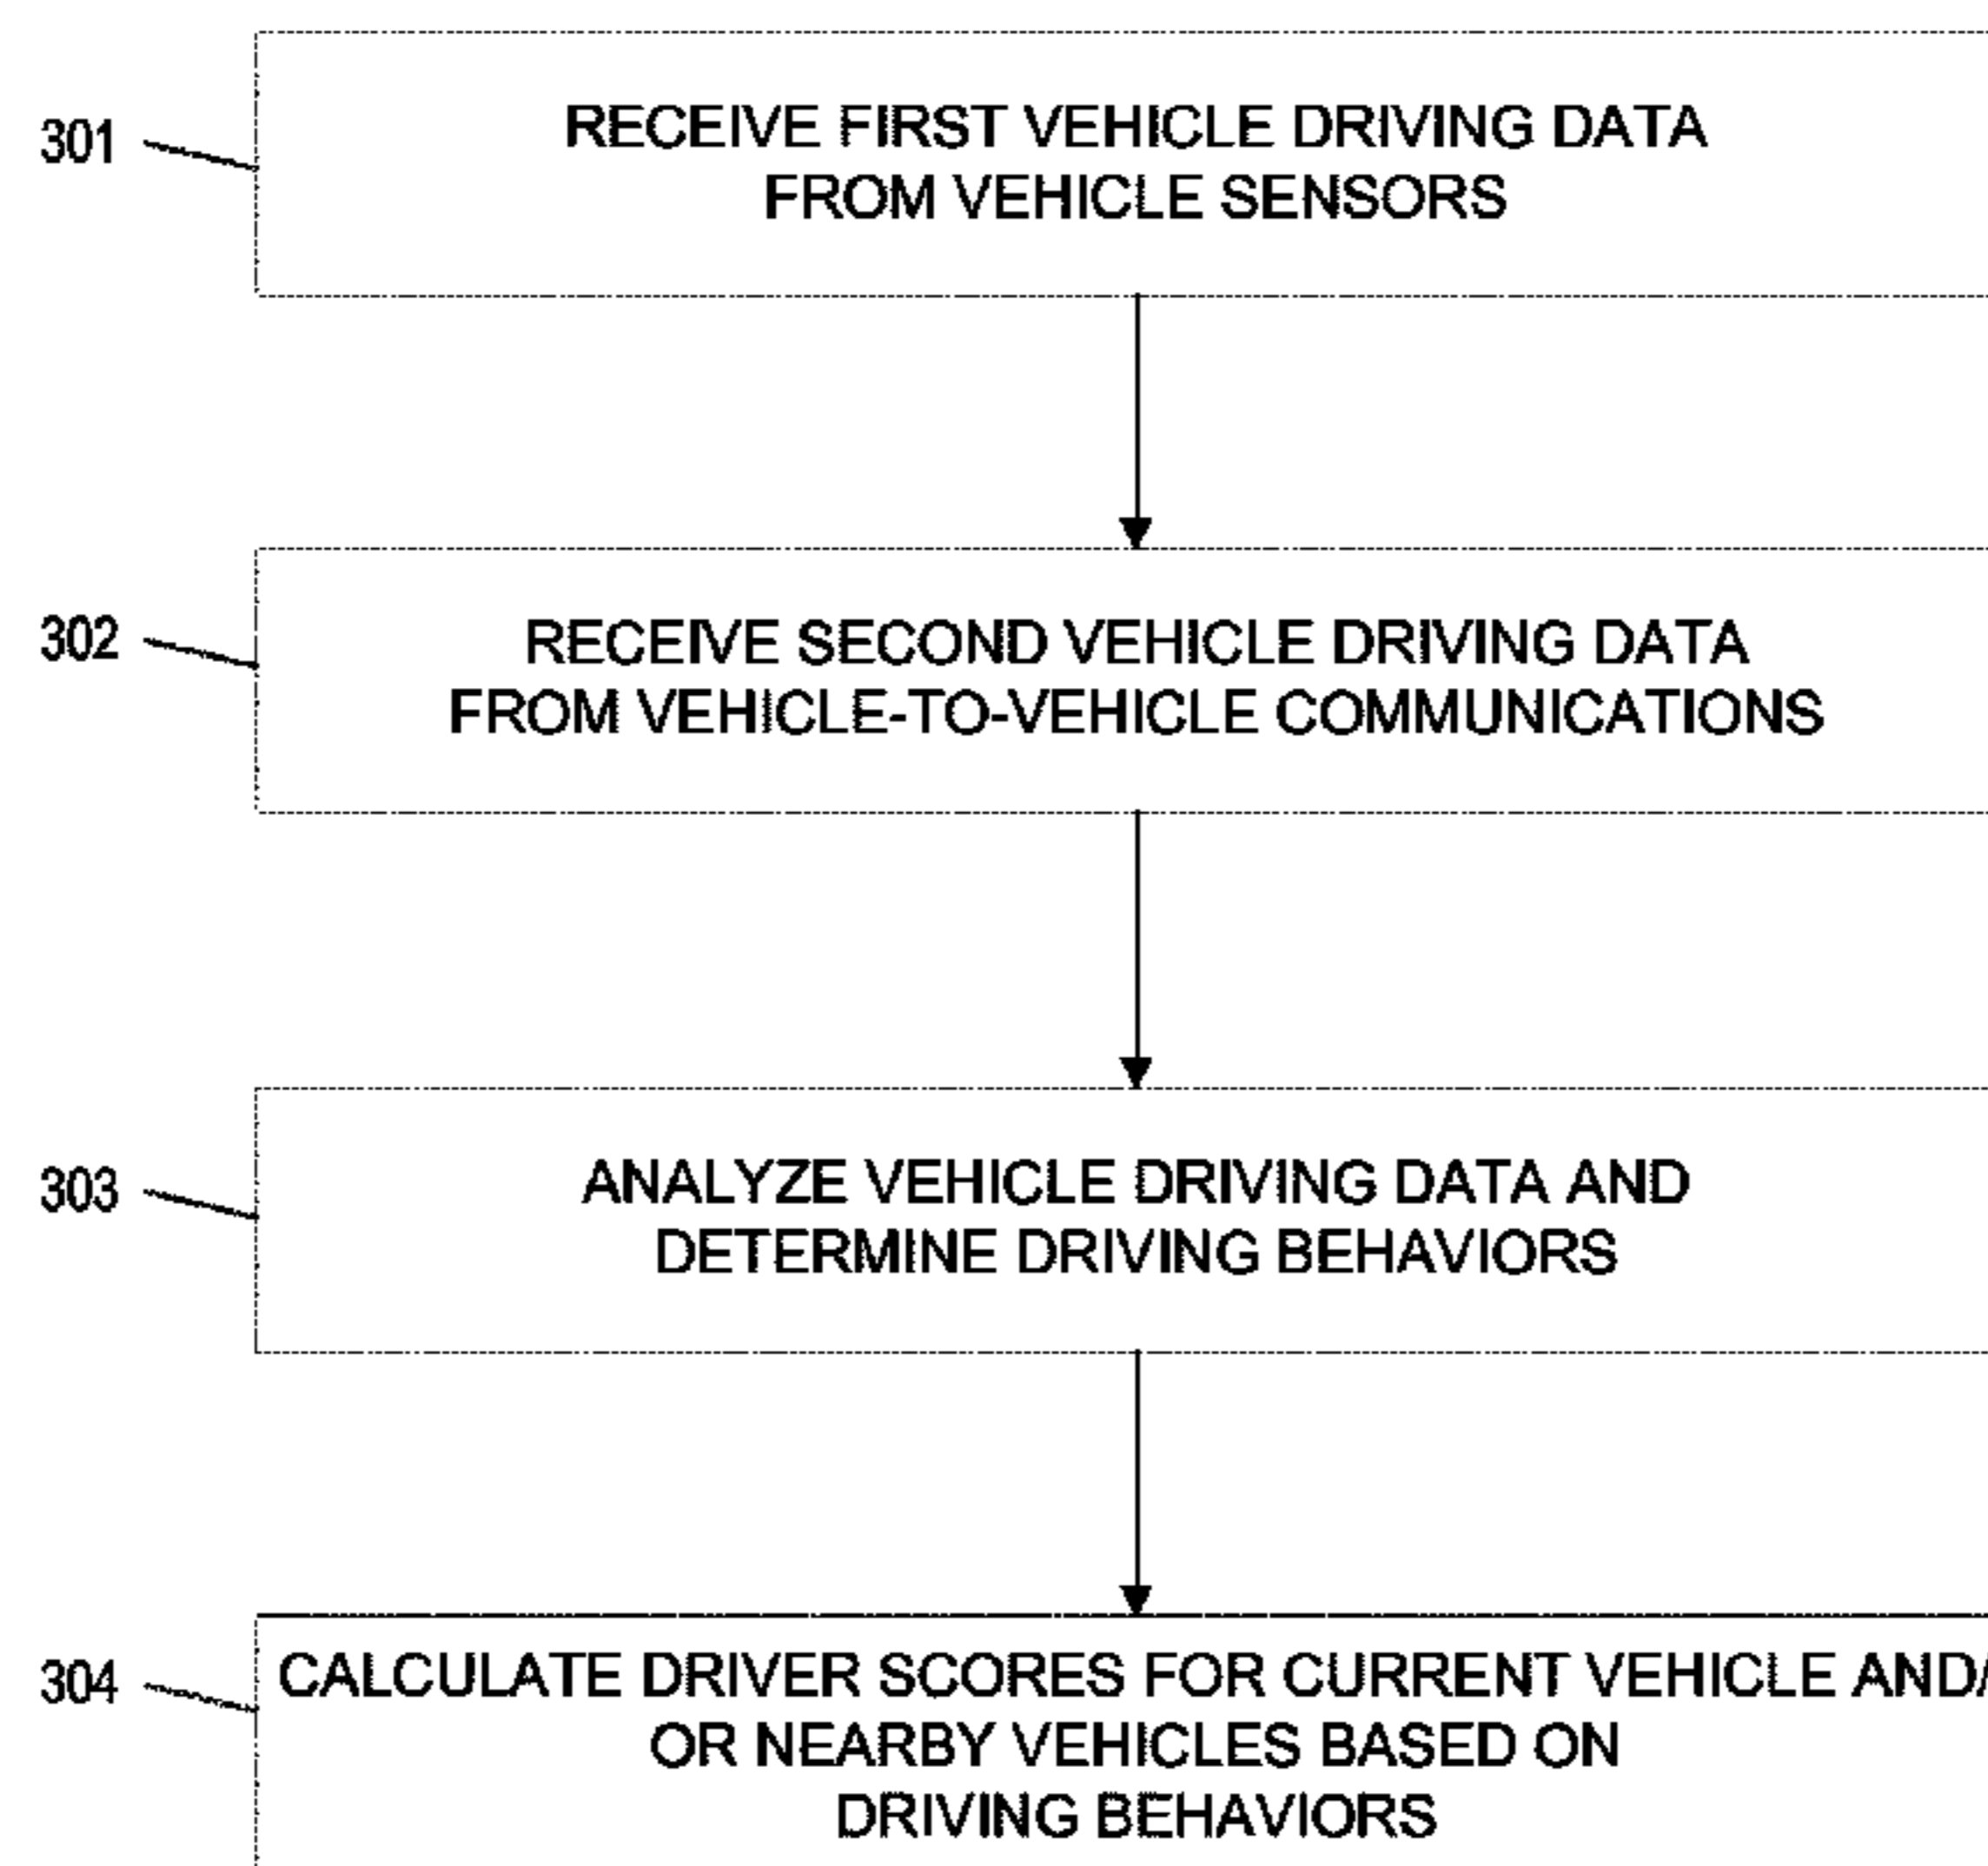 301
RECEIVE FIRST VEHICLE DRIVING DATA
FROM VEHICLE SENSORS
302
RECEIVE SECOND VEHICLE DRIVING DATA
FROM VEHICLE-TO-VEHICLE COMMUNICATIONS
303
ANALYZE VEHICLE DRIVING DATA AND
DETERMINE DRIVING BEHAVIORS
304
CALCULATE DRIVER SCORES FOR CURRENT VEHICLE AND/
OR NEARBY VEHICLES BASED ON
DRIVING BEHAVIORS